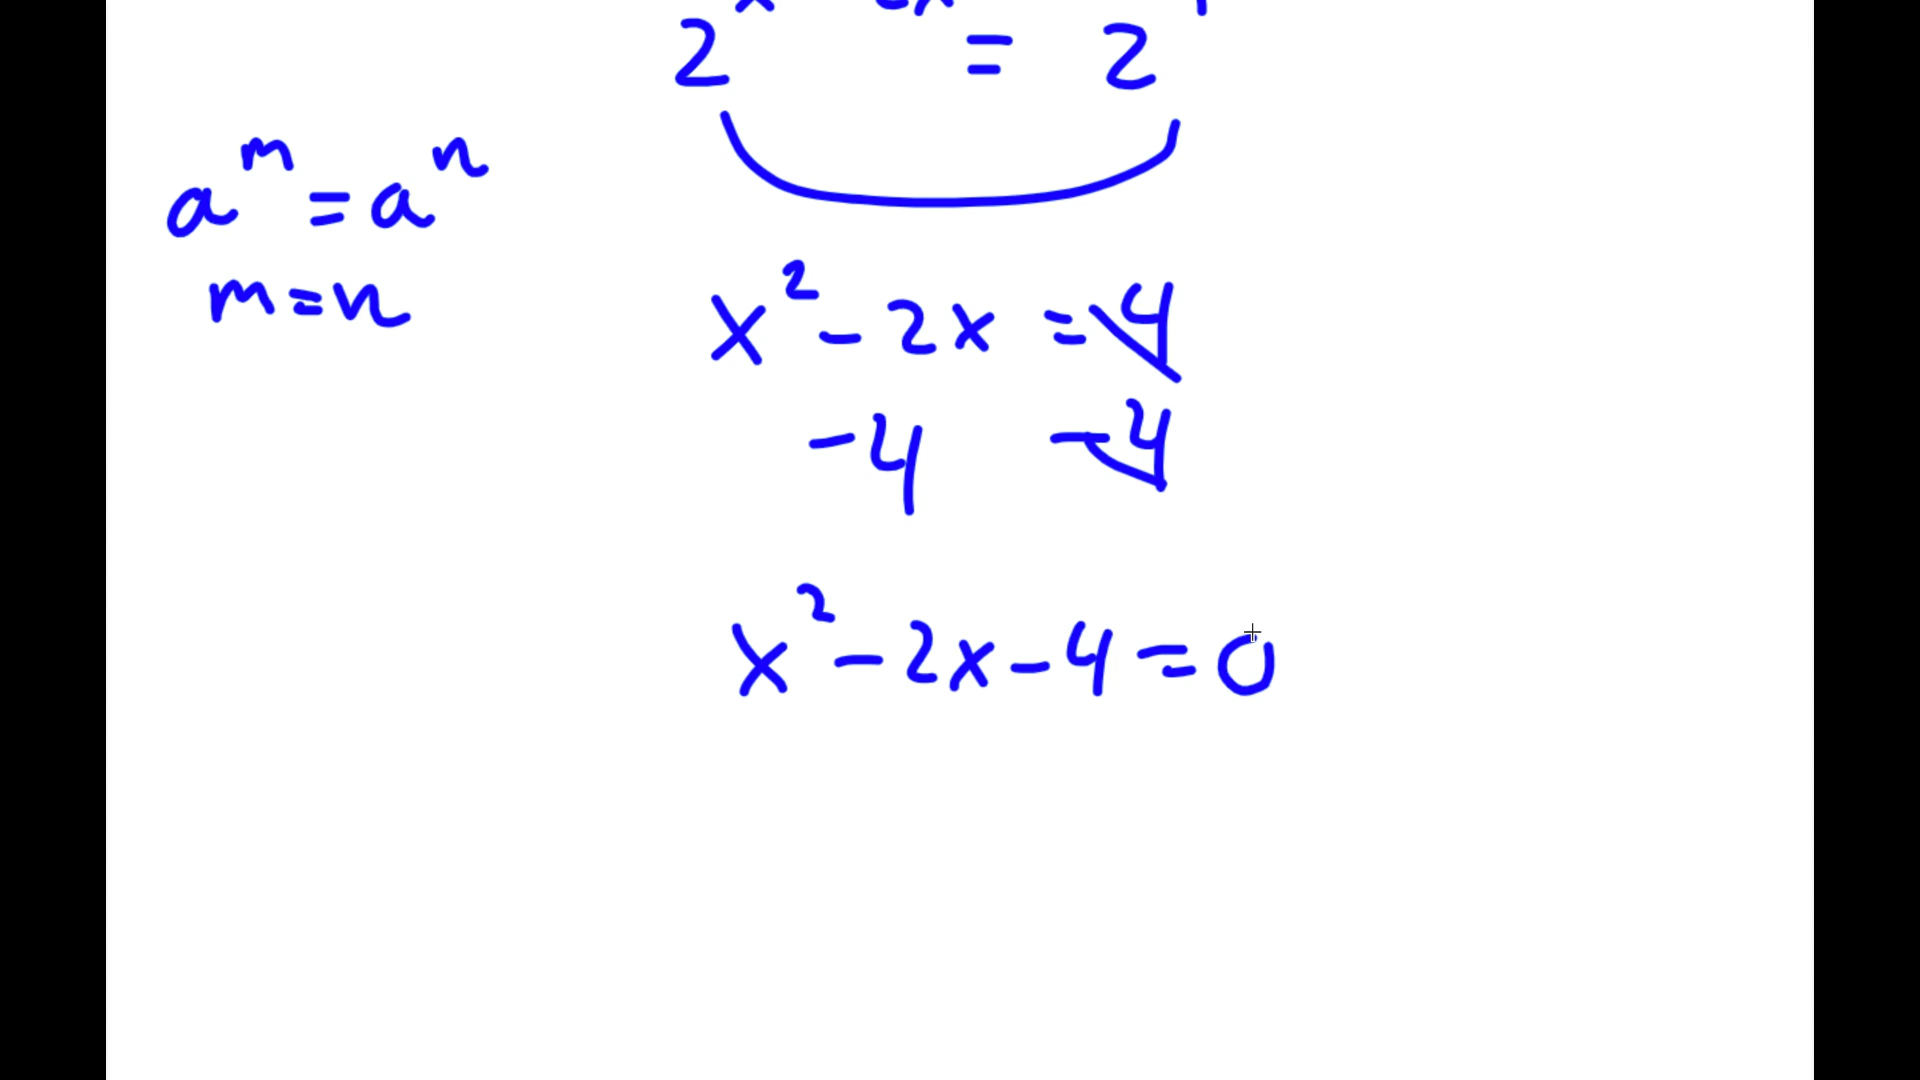 2 = 2
a^m = a^n
m = n
x² - 2x = 4
-4 -4
x² - 2x - 4 = 0